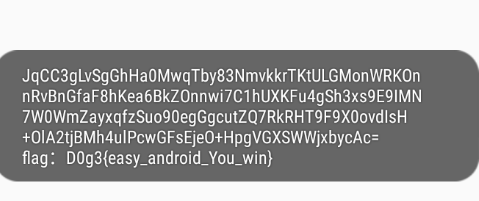 JqCC3gLvSgGhHa0MwqTby83NmvkkrTKtULGMonWRKOn
nRvBnGfaF8hKea6BkZOnnwi7C1hUXKFu4gSh3xs9E9IMN
7W0WmZayxqfzSuo90egGgcutZQ7RkRHT9F9X0ovdIsH
+OlA2tjBMh4ulPcwGFsEjeO+HpgVGXSWWjxbycAc=
flag：D0g3{easy_android_You_win}